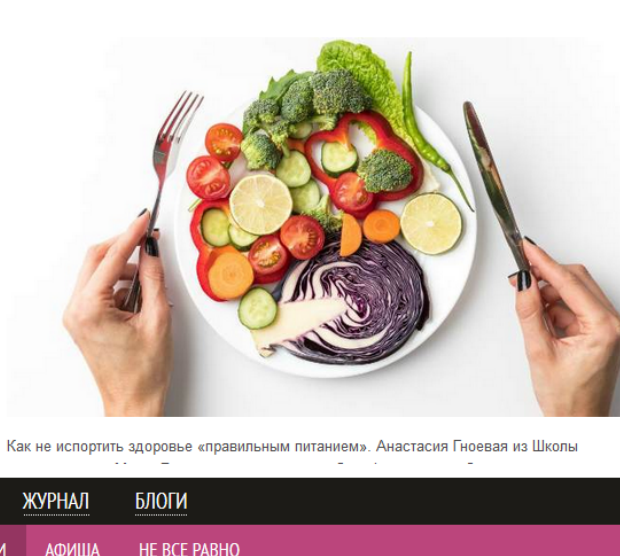 Как не испортить здоровье «правильным питанием». Анастасия Гноевая из Школы
ЖУРНАЛ БЛОГИ
АФИША НЕ ВСЕ РАВНО